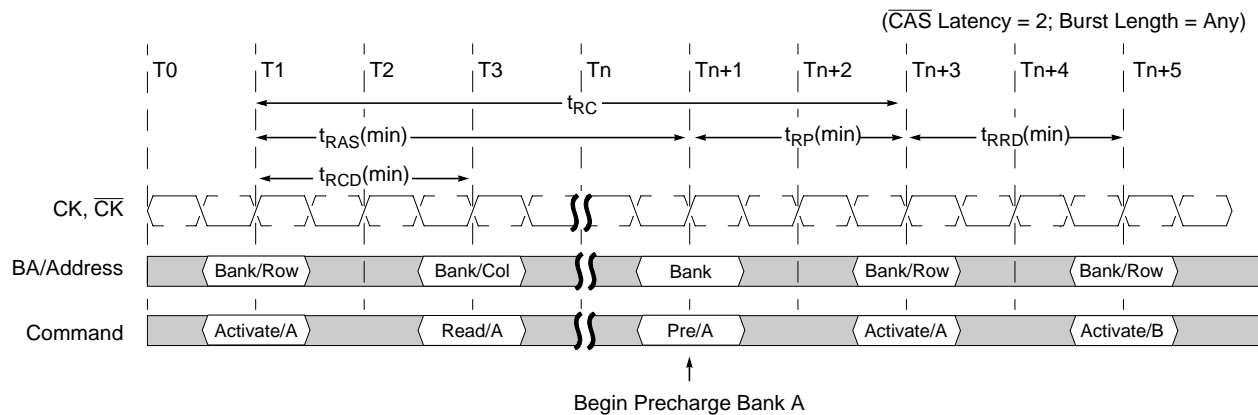 (CAS Latency = 2; Burst Length = Any)
T0 T1 T2 T3 Tn Tn+1 Tn+2 Tn+3 Tn+4 Tn+5
tRC
tRAS(min) tRP(min) tRRD(min)
tRCD(min)
CK, CK
BA/Address Bank/Row Bank/Col Bank Bank/Row Bank/Row
Command Activate/A Read/A Pre/A Activate/A Activate/B
Begin Precharge Bank A